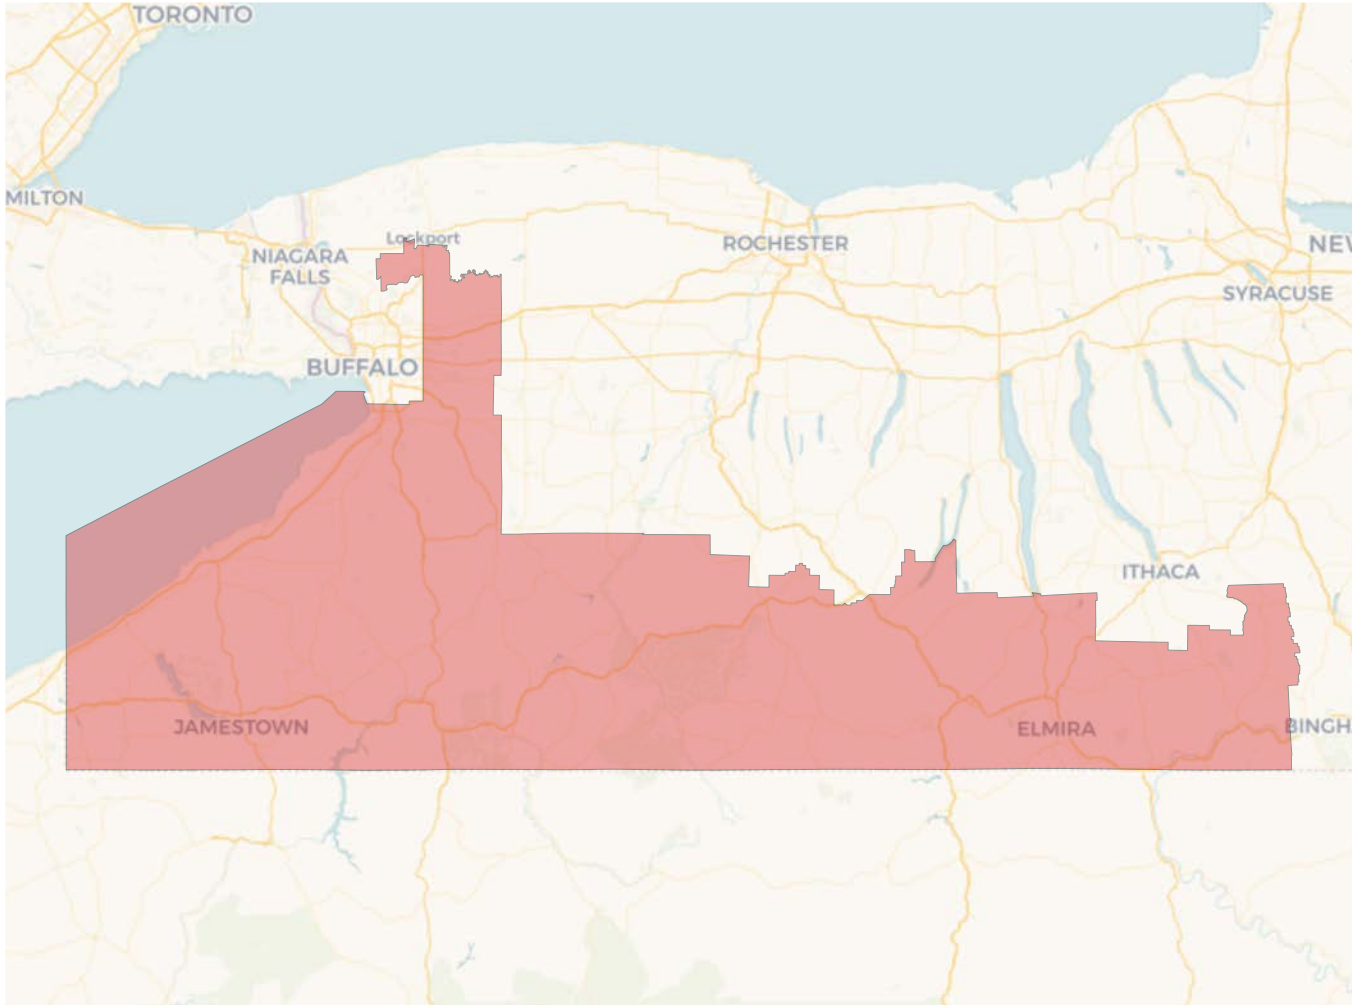 TORONTO
MILTON
Lockport
NIAGARA
FALLS
ROCHESTER
NEW
SYRACUSE
BUFFALO
ITHACA
JAMESTOWN
ELMIRA
BINGH